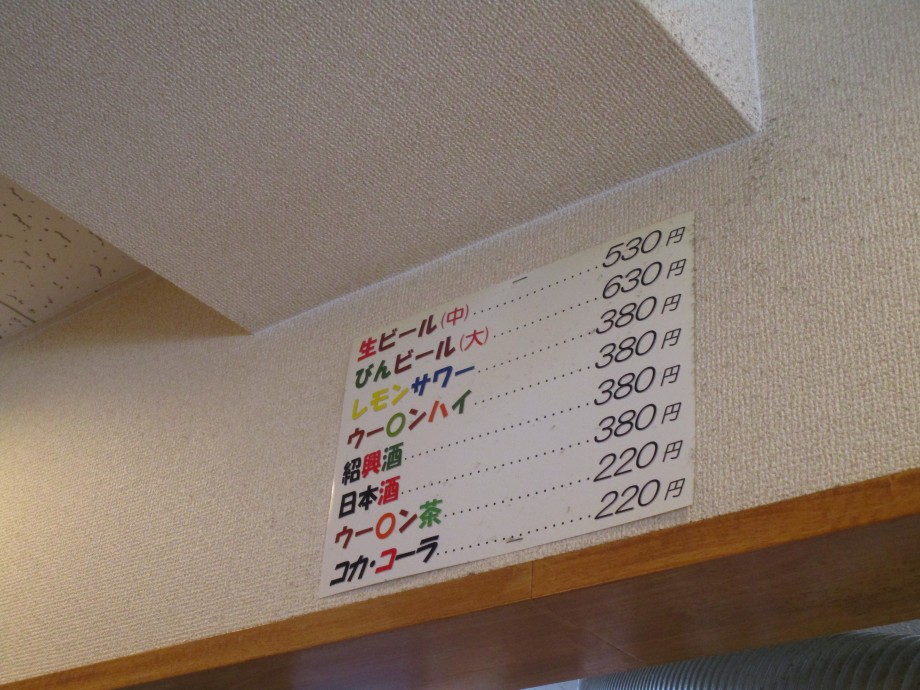 生ビール(中)……………530円
びんビール(大)……………630円
レモンサワー……………380円
ウー〇ンハイ……………380円
紹興酒……………380円
日本酒……………380円
ウー〇ン茶……………220円
コカ・コーラ……………220円